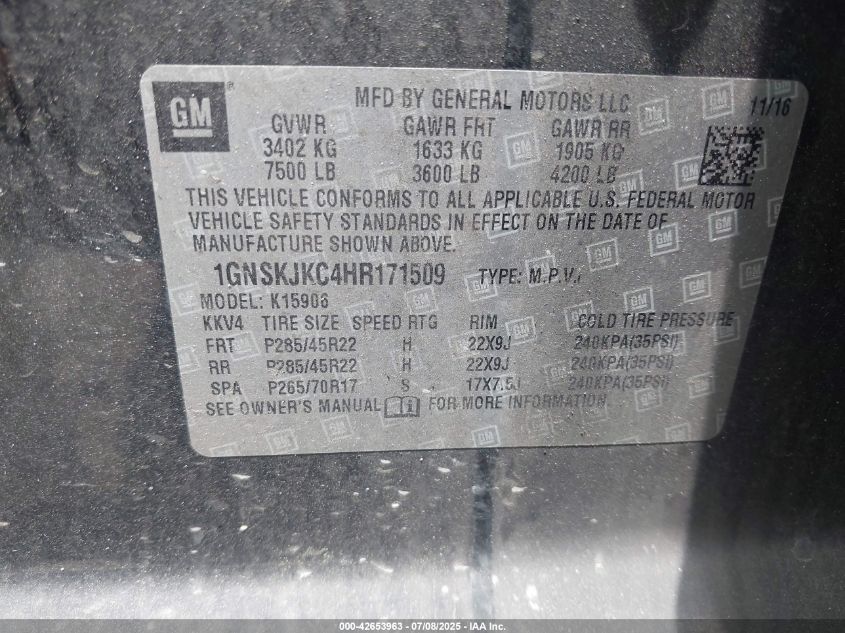 GM®
MFD BY GENERAL MOTORS LLC
11/16
GVWR GAWR FRT GAWR RR
3402 KG 1633 KG 1905 KG
7500 LB 3600 LB 4200 LB
THIS VEHICLE CONFORMS TO ALL APPLICABLE U.S. FEDERAL MOTOR
VEHICLE SAFETY STANDARDS IN EFFECT ON THE DATE OF
MANUFACTURE SHOWN ABOVE.
1GNSKJKC4HR171509 TYPE: M.P.V.
MODEL: K15906
KKV4 TIRE SIZE SPEED RTG RIM COLD TIRE PRESSURE
FRT P285/45R22 H 22X9J 240KPA(35PSI)
RR P285/45R22 H 22X9J 240KPA(35PSI)
SPA P265/70R17 S 17X7.5J 240KPA(35PSI)
SEE OWNER'S MANUAL FOR MORE INFORMATION.
000-42653963 - 07/08/2025 - IAA Inc.